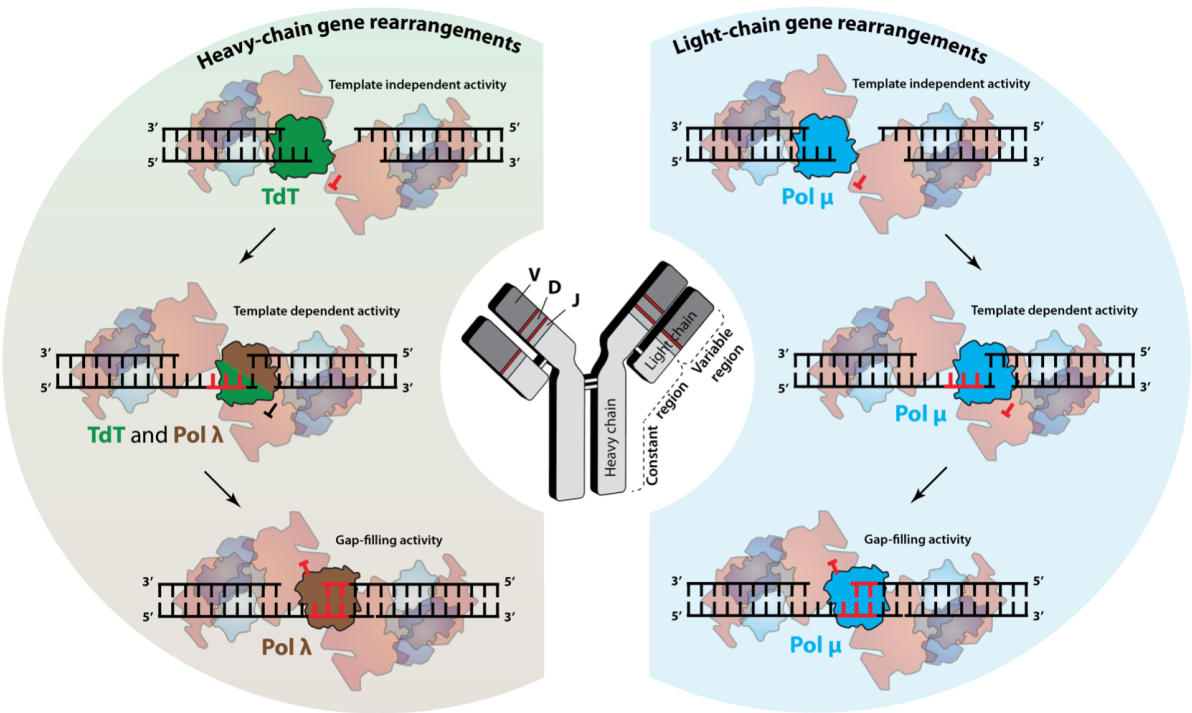 Heavy-chain gene rearrangements
Template independent activity
3′ 5′
5′ 3′
TdT
Template dependent activity
3′ 5′
5′ 3′
TdT and Pol λ
Gap-filling activity
3′ 5′
5′ 3′
Pol λ
V
D
J
Light chain
Heavy chain
Variable
region
Constant
region
Light-chain gene rearrangements
Template independent activity
3′ 5′
5′ 3′
Pol μ
Template dependent activity
3′ 5′
5′ 3′
Pol μ
Gap-filling activity
3′ 5′
5′ 3′
Pol μ